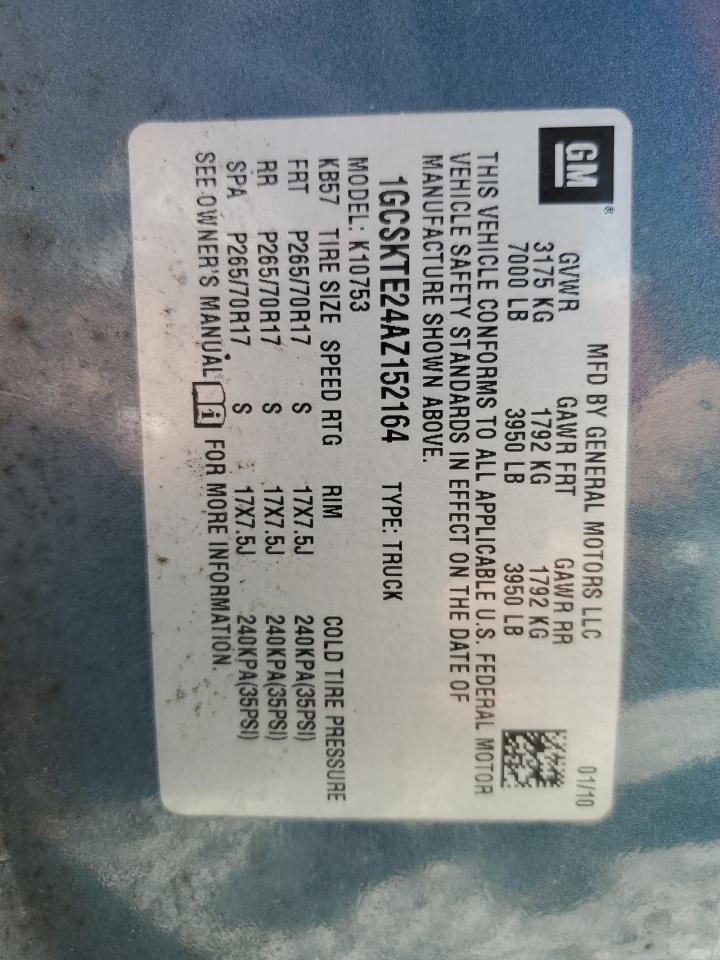 GM®
MFD BY GENERAL MOTORS LLC 01/10
GVWR GAWR FRT GAWR RR
3175 KG 1792 KG 1792 KG
7000 LB 3950 LB 3950 LB
THIS VEHICLE CONFORMS TO ALL APPLICABLE U.S. FEDERAL MOTOR
VEHICLE SAFETY STANDARDS IN EFFECT ON THE DATE OF
MANUFACTURE SHOWN ABOVE.
1GCSKTE24AZ152164 TYPE: TRUCK
MODEL: K10753
KB57 TIRE SIZE SPEED RTG RIM COLD TIRE PRESSURE
FRT P265/70R17 S 17X7.5J 240KPA(35PSI)
RR P265/70R17 S 17X7.5J 240KPA(35PSI)
SPA P265/70R17 S 17X7.5J 240KPA(35PSI)
SEE OWNER'S MANUAL i FOR MORE INFORMATION.